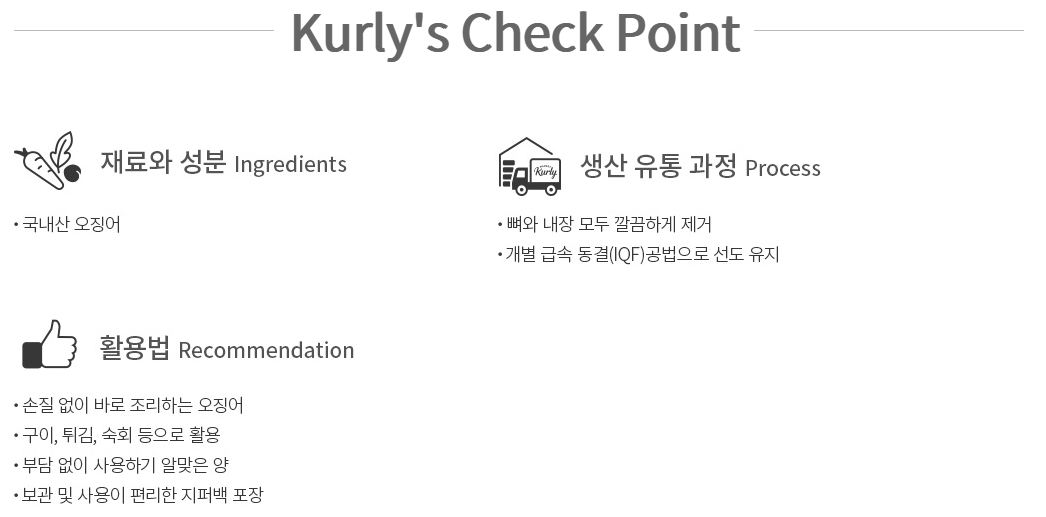 Kurly's Check Point
재료와 성분 Ingredients
• 국내산 오징어
Kurly
생산 유통 과정 Process
• 뼈와 내장 모두 깔끔하게 제거
• 개별 급속 동결(IQF)공법으로 선도 유지
활용법 Recommendation
• 손질 없이 바로 조리하는 오징어
• 구이, 튀김, 숙회 등으로 활용
• 부담 없이 사용하기 알맞은 양
• 보관 및 사용이 편리한 지퍼백 포장